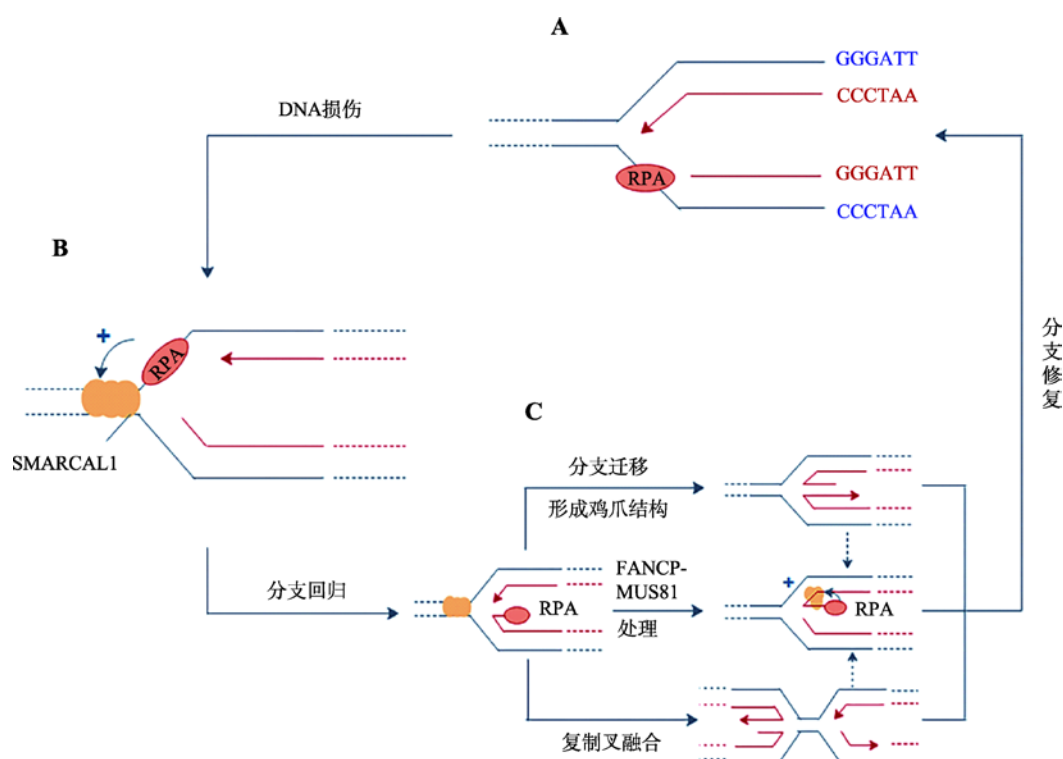 A
GGGATT
CCCTAA
DNA损伤
RPA
GGGATT
CCCTAA
B
+
RPA
SMARCAL1
分支修复
C
分支迁移
形成鸡爪结构
分支回归
FANCP-
MUS81
处理
RPA
+
RPA
复制叉融合